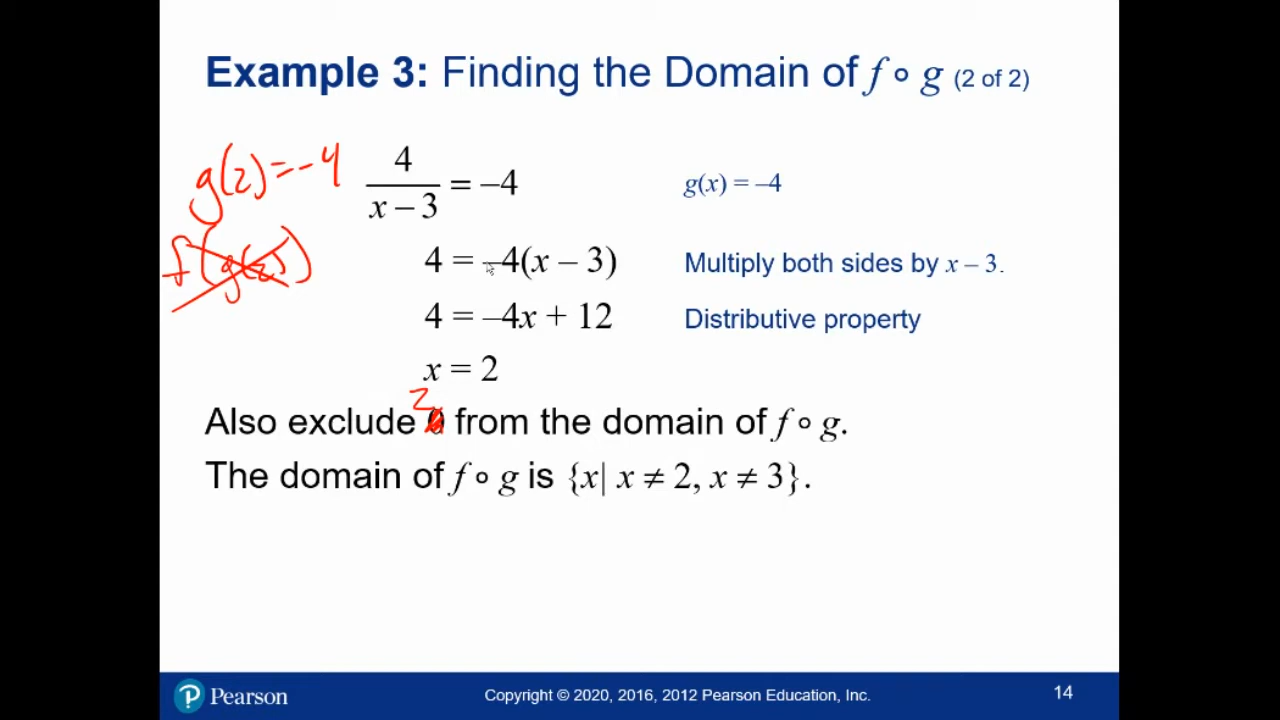 Example 3: Finding the Domain of f ∘ g (2 of 2)
g(2) = -4
4/(x – 3) = –4 g(x) = –4
f(g(2))
4 = –4(x – 3) Multiply both sides by x – 3.
4 = –4x + 12 Distributive property
x = 2
2
Also exclude 0 from the domain of f ∘ g.
The domain of f ∘ g is {x| x ≠ 2, x ≠ 3}.
P Pearson Copyright © 2020, 2016, 2012 Pearson Education, Inc. 14